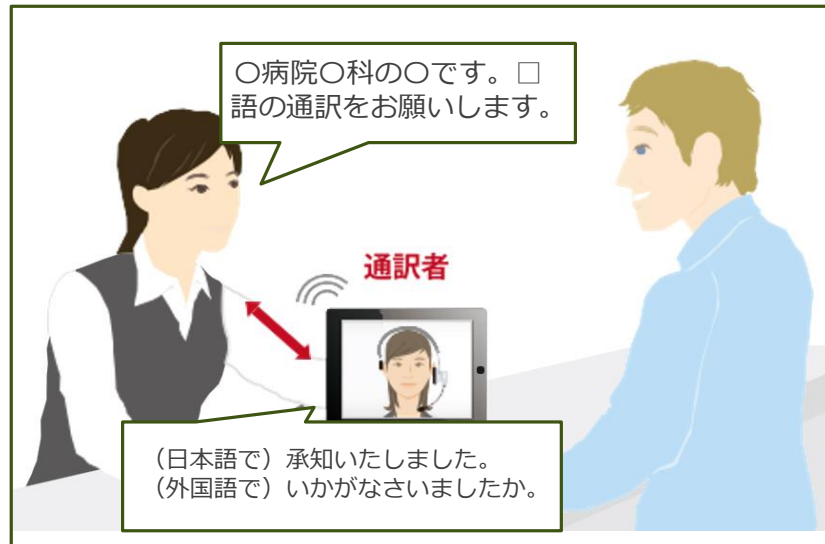 〇病院〇科の〇です。□
語の通訳をお願いします。
通訳者
（日本語で）承知いたしました。
（外国語で）いかがなさいましたか。